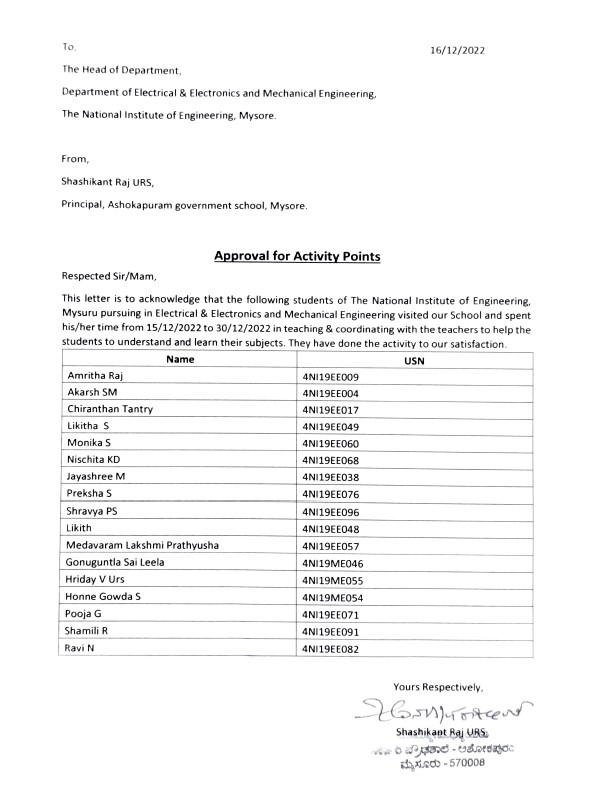 To,
16/12/2022
The Head of Department,
Department of Electrical & Electronics and Mechanical Engineering,
The National Institute of Engineering, Mysore.
From,
Shashikant Raj URS,
Principal, Ashokapuram government school, Mysore.
Approval for Activity Points
Respected Sir/Mam,
This letter is to acknowledge that the following students of The National Institute of Engineering,
Mysuru pursuing in Electrical & Electronics and Mechanical Engineering visited our School and spent
his/her time from 15/12/2022 to 30/12/2022 in teaching & coordinating with the teachers to help the
students to understand and learn their subjects. They have done the activity to our satisfaction.
Name USN
Amritha Raj 4NI19EE009
Akarsh SM 4NI19EE004
Chiranthan Tantry 4NI19EE017
Likitha S 4NI19EE049
Monika S 4NI19EE060
Nischita KD 4NI19EE068
Jayashree M 4NI19EE038
Preksha S 4NI19EE076
Shravya PS 4NI19EE096
Likith 4NI19EE048
Medavaram Lakshmi Prathyusha 4NI19EE057
Gonuguntla Sai Leela 4NI19ME046
Hriday V Urs 4NI19ME055
Honne Gowda S 4NI19ME054
Pooja G 4NI19EE071
Shamili R 4NI19EE091
Ravi N 4NI19EE082
Yours Respectively,
Shashikant Raj URS,
ಪ್ರೌಢಶಾಲೆ - ಅಶೋಕಪುರಂ
ಮೈಸೂರು - 570008